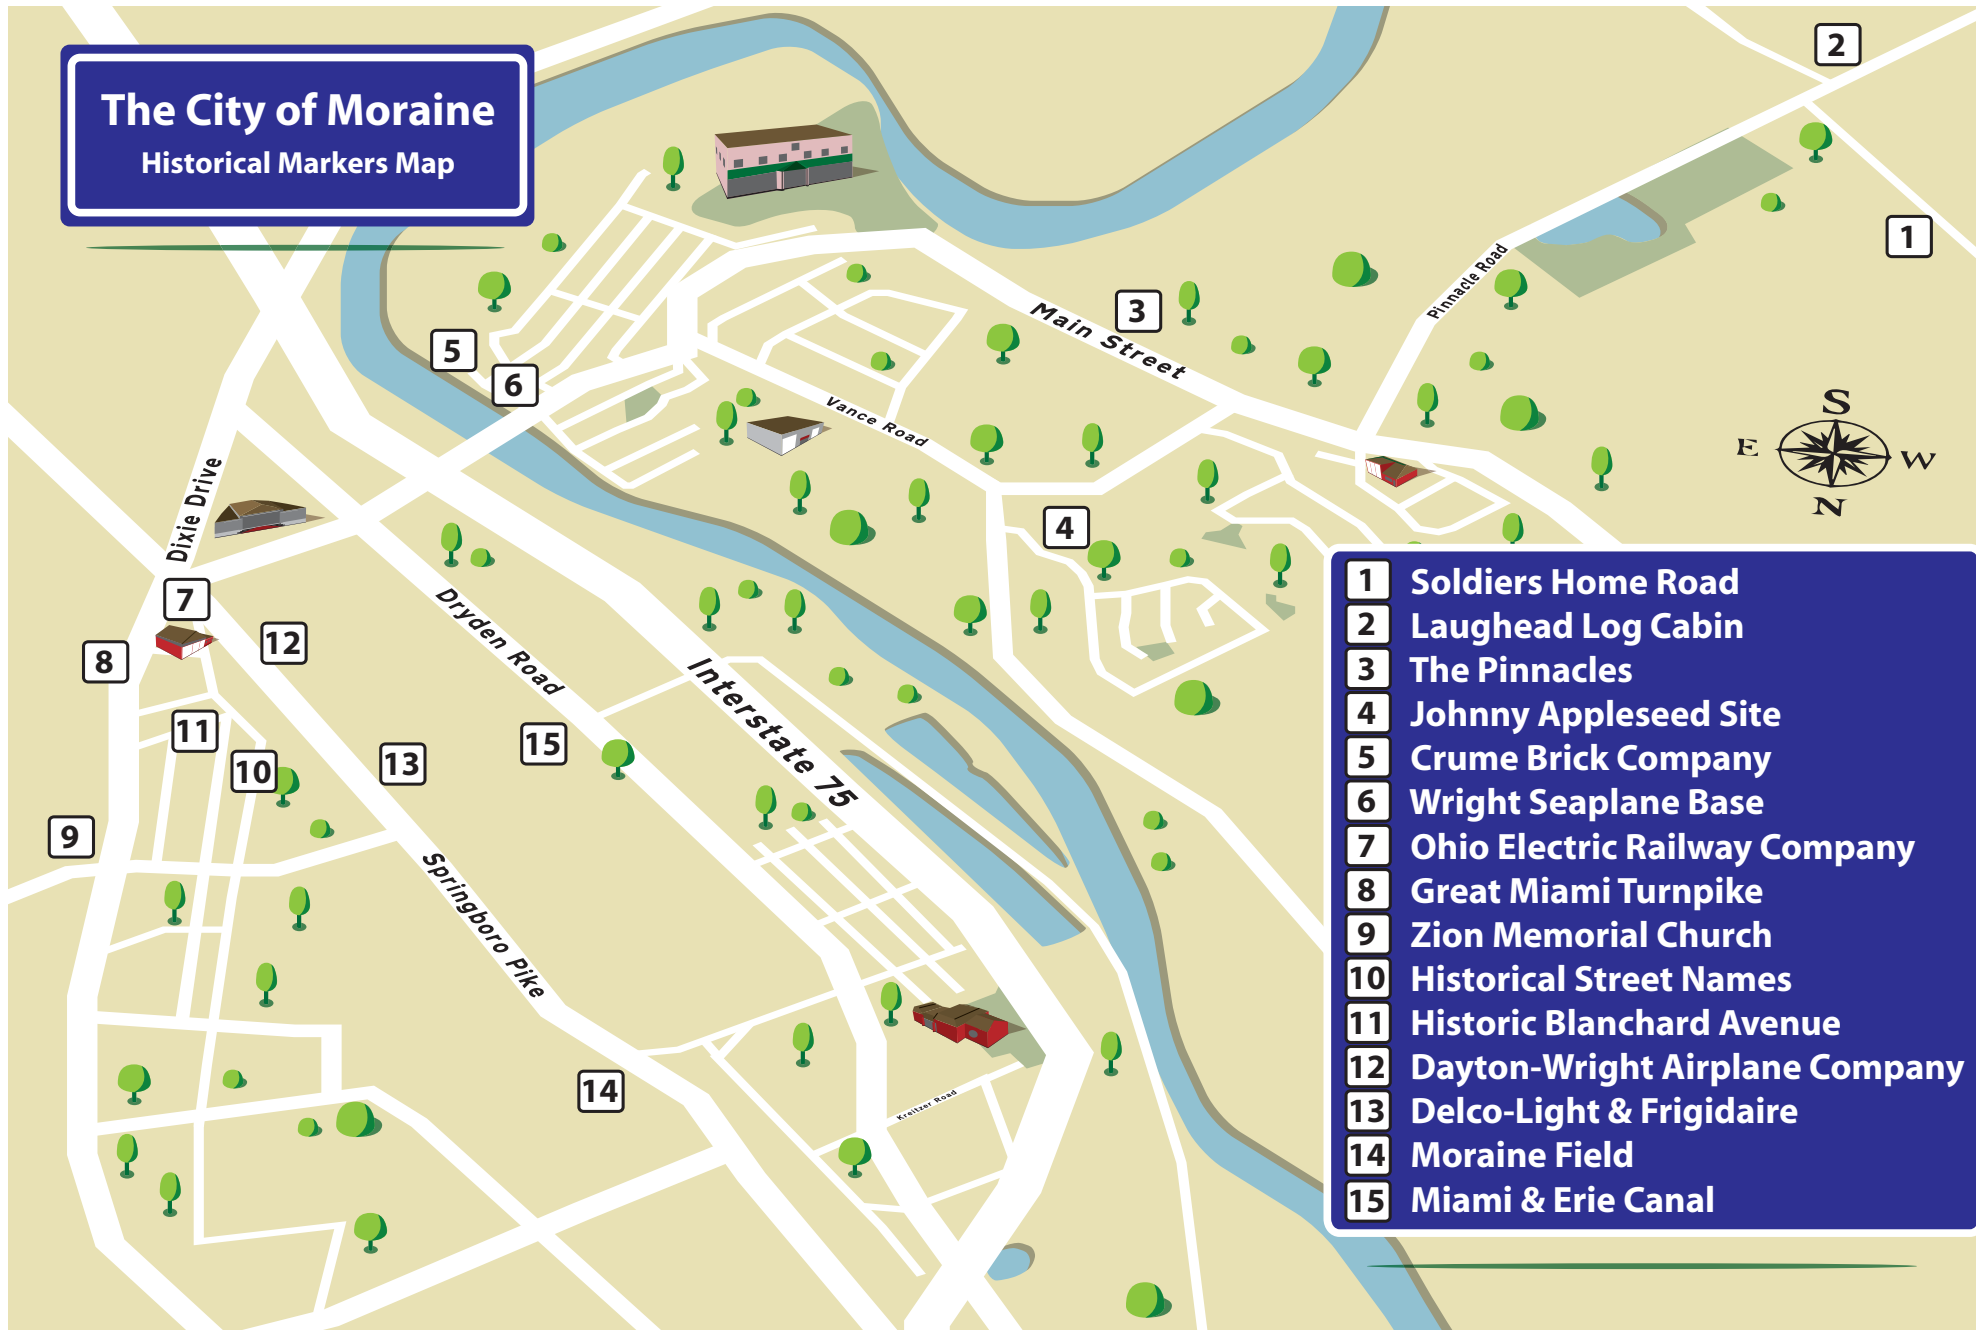 The City of Moraine
Historical Markers Map
2
1
Pinnacle Road
3
Main Street
5
6
Vance Road
S
E
W
N
Dixie Drive
4
7
12
8
Dryden Road
Interstate 75
11
15
10
13
9
Springboro Pike
14
Kreitzer Road
1 Soldiers Home Road
2 Laughead Log Cabin
3 The Pinnacles
4 Johnny Appleseed Site
5 Crume Brick Company
6 Wright Seaplane Base
7 Ohio Electric Railway Company
8 Great Miami Turnpike
9 Zion Memorial Church
10 Historical Street Names
11 Historic Blanchard Avenue
12 Dayton-Wright Airplane Company
13 Delco-Light & Frigidaire
14 Moraine Field
15 Miami & Erie Canal